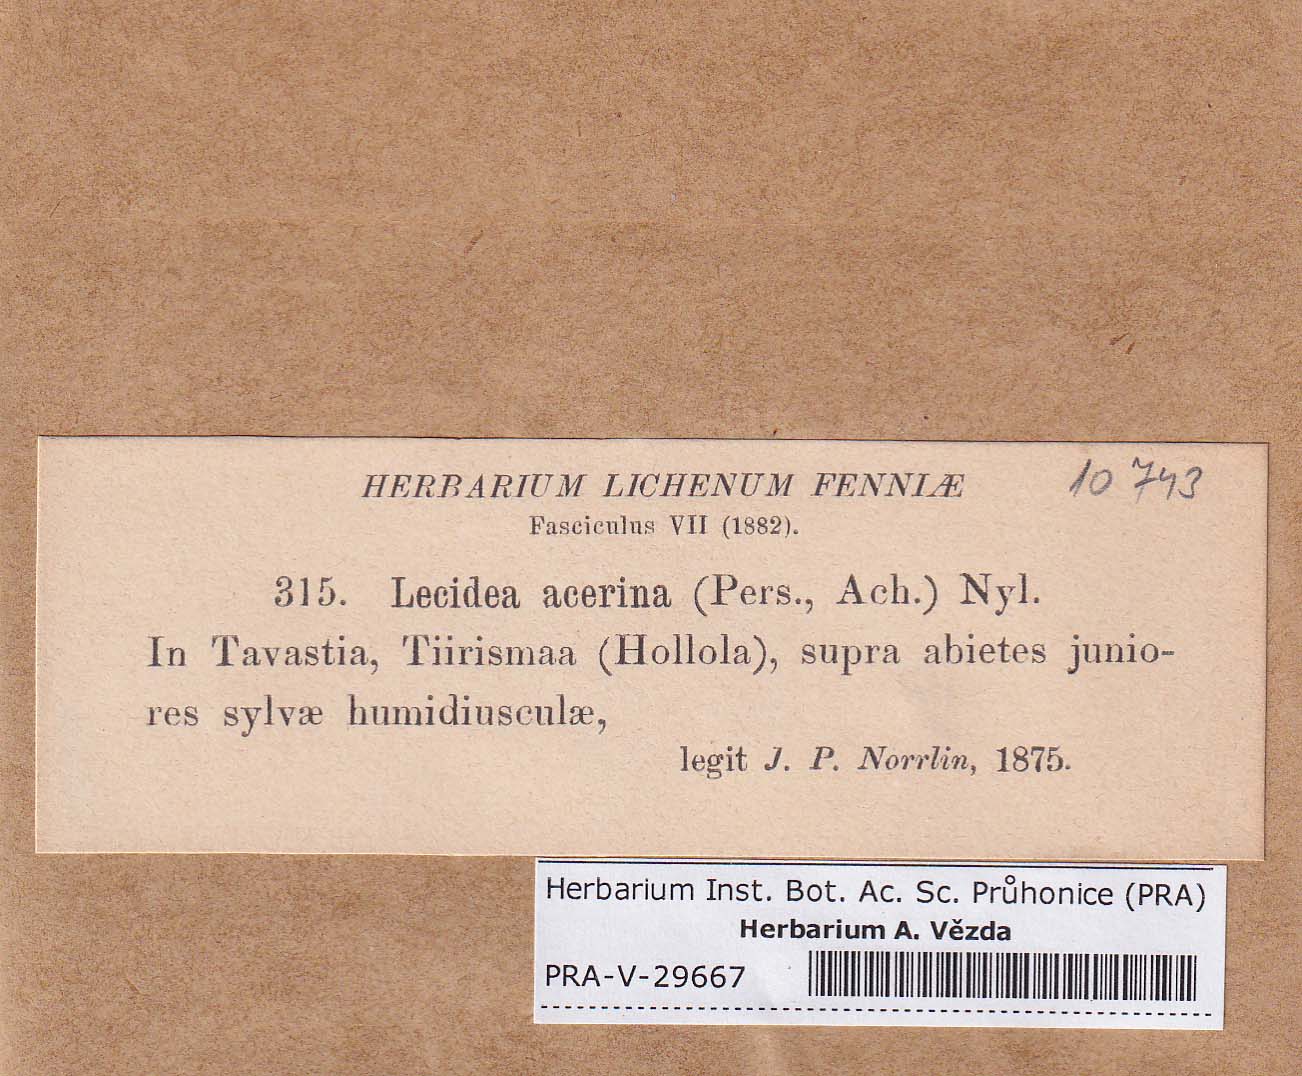 HERBARIUM LICHENUM FENNIÆ
10 743
Fasciculus VII (1882).
315. Lecidea acerina (Pers., Ach.) Nyl.
In Tavastia, Tiirismaa (Hollola), supra abietes junio-
res sylvæ humidiusculæ,
legit J. P. Norrlin, 1875.
Herbarium Inst. Bot. Ac. Sc. Průhonice (PRA)
Herbarium A. Vězda
PRA-V-29667